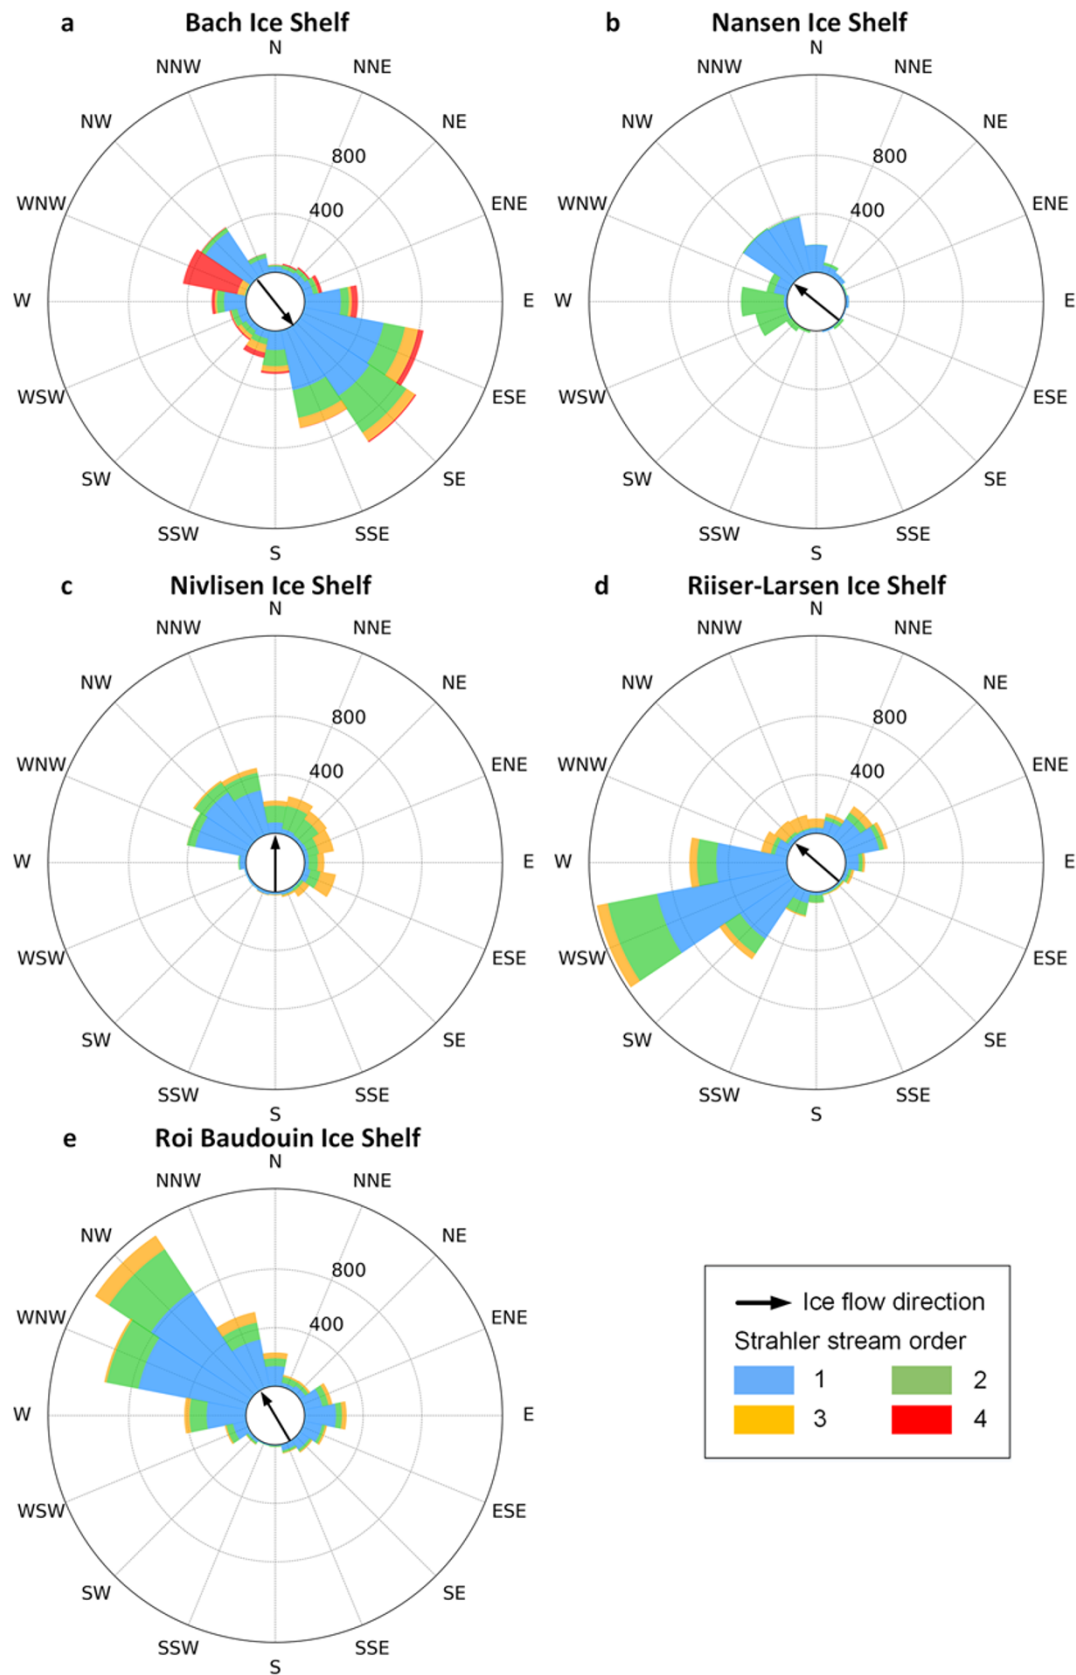 a Bach Ice Shelf
b Nansen Ice Shelf
N
NNW NNE
NW NE
WNW ENE
W E
WSW ESE
SW SE
SSW SSE
S
800
400
N
NNW NNE
NW NE
WNW ENE
W E
WSW ESE
SW SE
SSW SSE
S
800
400
c Nivlisen Ice Shelf
d Riiser-Larsen Ice Shelf
N
NNW NNE
NW NE
WNW ENE
W E
WSW ESE
SW SE
SSW SSE
S
800
400
N
NNW NNE
NW NE
WNW ENE
W E
WSW ESE
SW SE
SSW SSE
S
800
400
e Roi Baudouin Ice Shelf
N
NNW NNE
NW NE
WNW ENE
W E
WSW ESE
SW SE
SSW SSE
S
800
400
Ice flow direction
Strahler stream order
1 2
3 4